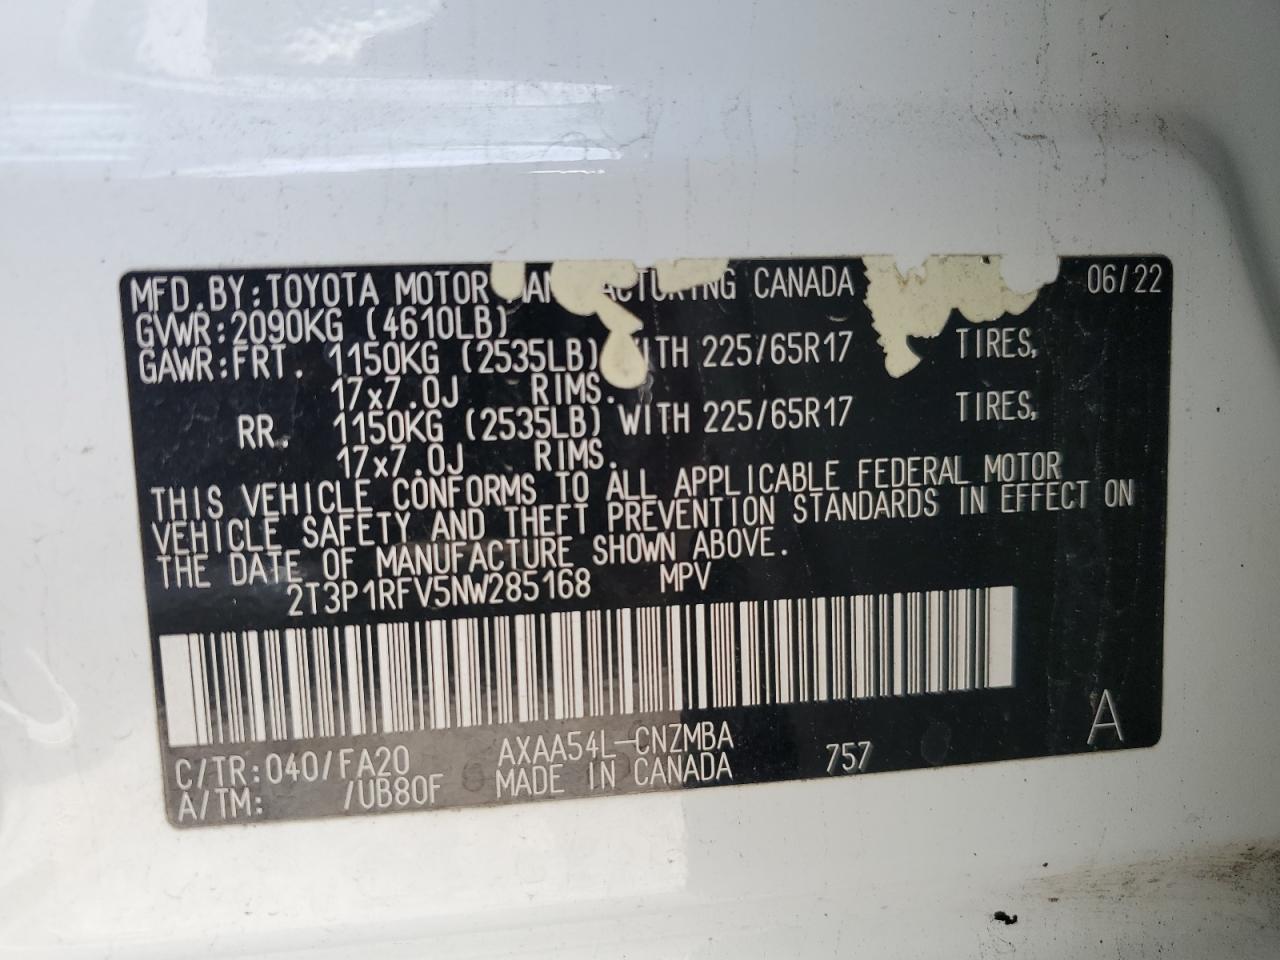 MFD.BY:TOYOTA MOTOR CANADA 06/22
GVWR:2090KG (4610LB)
GAWR:FRT. 1150KG (2535LB) WITH 225/65R17 TIRES,
17x7.0J RIMS.
RR. 1150KG (2535LB) WITH 225/65R17 TIRES,
17x7.0J RIMS.
THIS VEHICLE CONFORMS TO ALL APPLICABLE FEDERAL MOTOR
VEHICLE SAFETY AND THEFT PREVENTION STANDARDS IN EFFECT ON
THE DATE OF MANUFACTURE SHOWN ABOVE.
2T3P1RFV5NW285168 MPV
C/TR:040/FA20 AXAA54L-CNZMBA 757 A
A/TM: /UB80F MADE IN CANADA